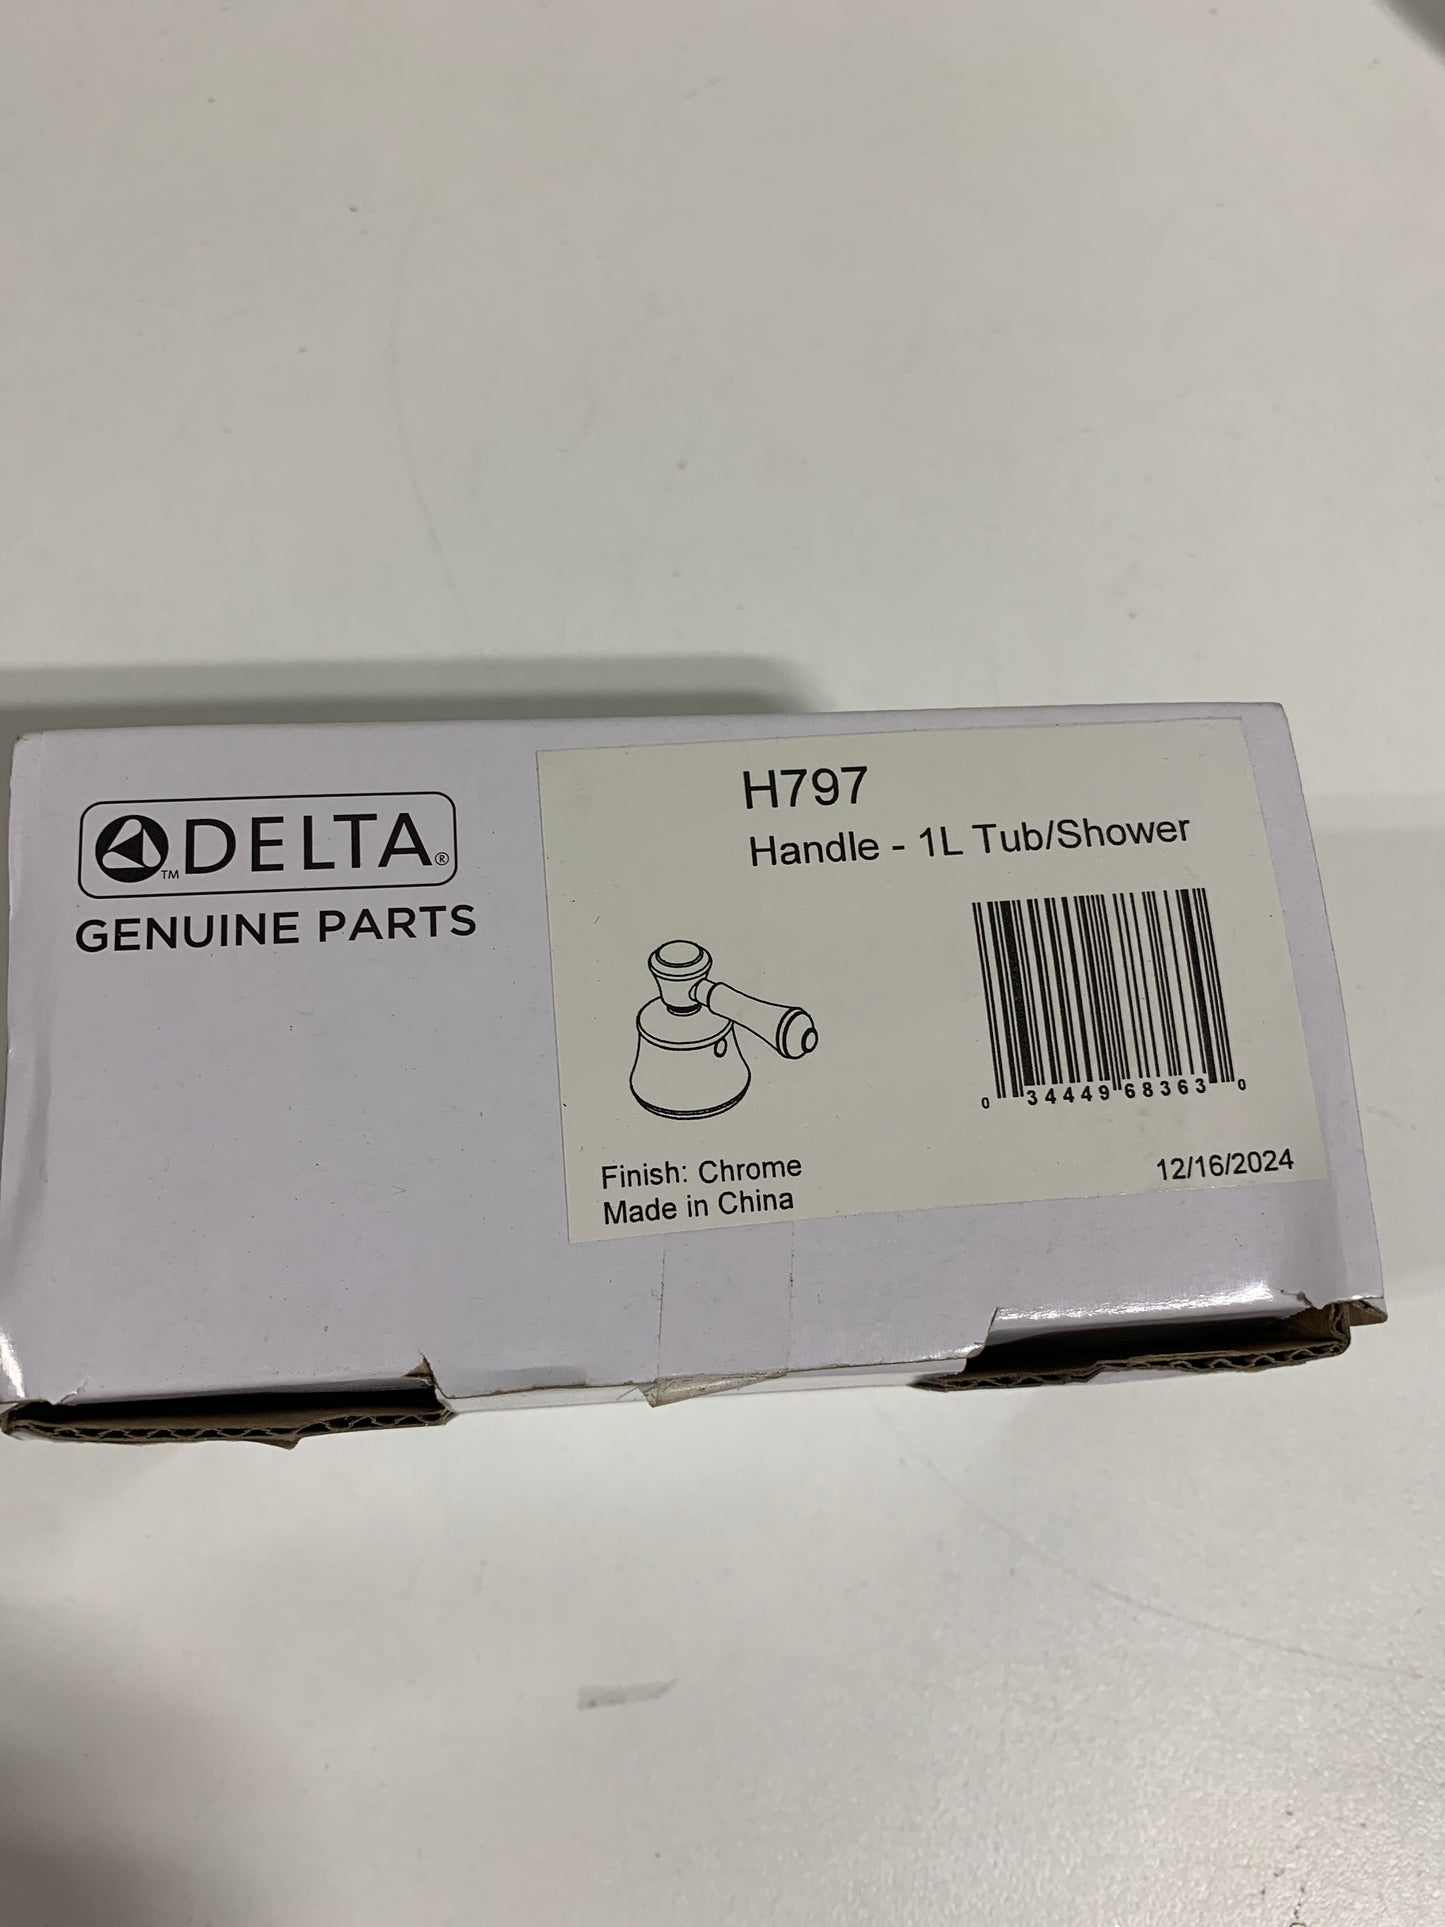 DELTA®
TM
GENUINE PARTS
H797
Handle - 1L Tub/Shower
0 34449 68363 0
Finish: Chrome
Made in China
12/16/2024